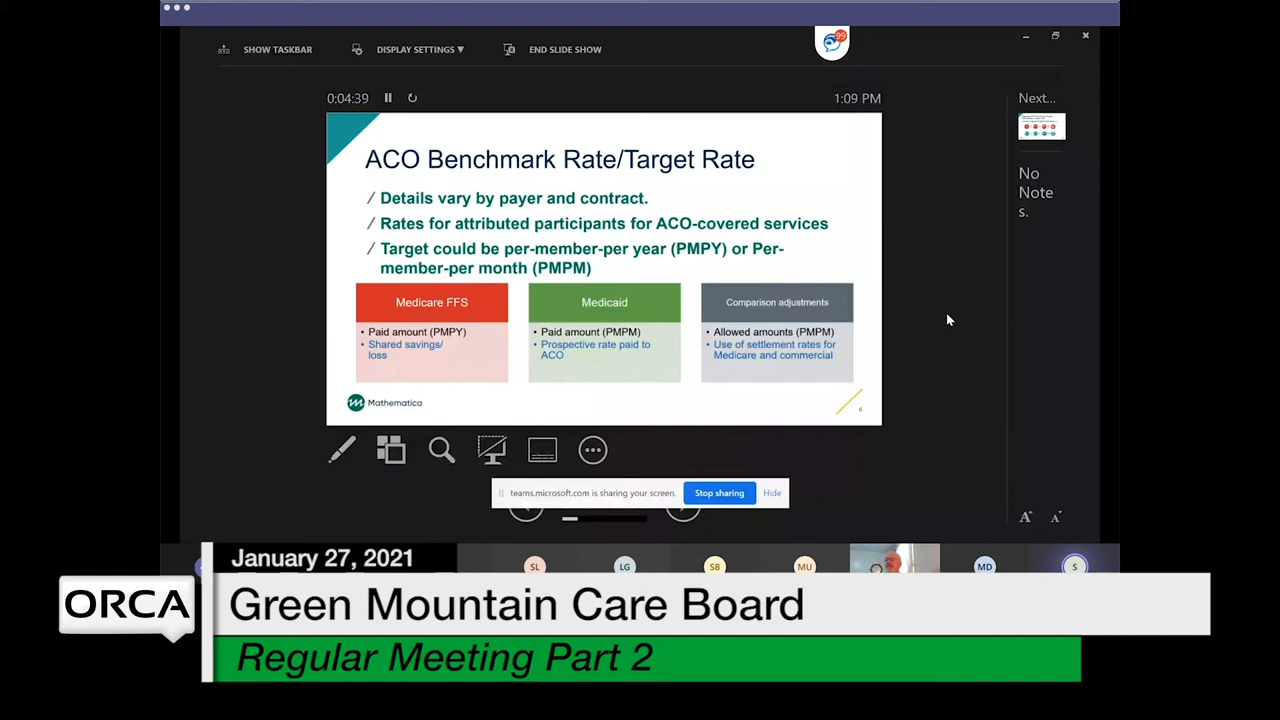 SHOW TASKBAR
DISPLAY SETTINGS ▼
END SLIDE SHOW
99
0:04:39
1:09 PM
Next...
ACO Benchmark Rate/Target Rate
/ Details vary by payer and contract.
/ Rates for attributed participants for ACO-covered services
/ Target could be per-member-per year (PMPY) or Per-
member-per month (PMPM)
Medicare FFS
• Paid amount (PMPY)
• Shared savings/
loss
Medicaid
• Paid amount (PMPM)
• Prospective rate paid to
ACO
Comparison adjustments
• Allowed amounts (PMPM)
• Use of settlement rates for
Medicare and commercial
Mathematica
6
No
Note
s.
teams.microsoft.com is sharing your screen.
Stop sharing
Hide
A A
SL
LG
SB
MU
MD
S
January 27, 2021
ORCA
Green Mountain Care Board
Regular Meeting Part 2